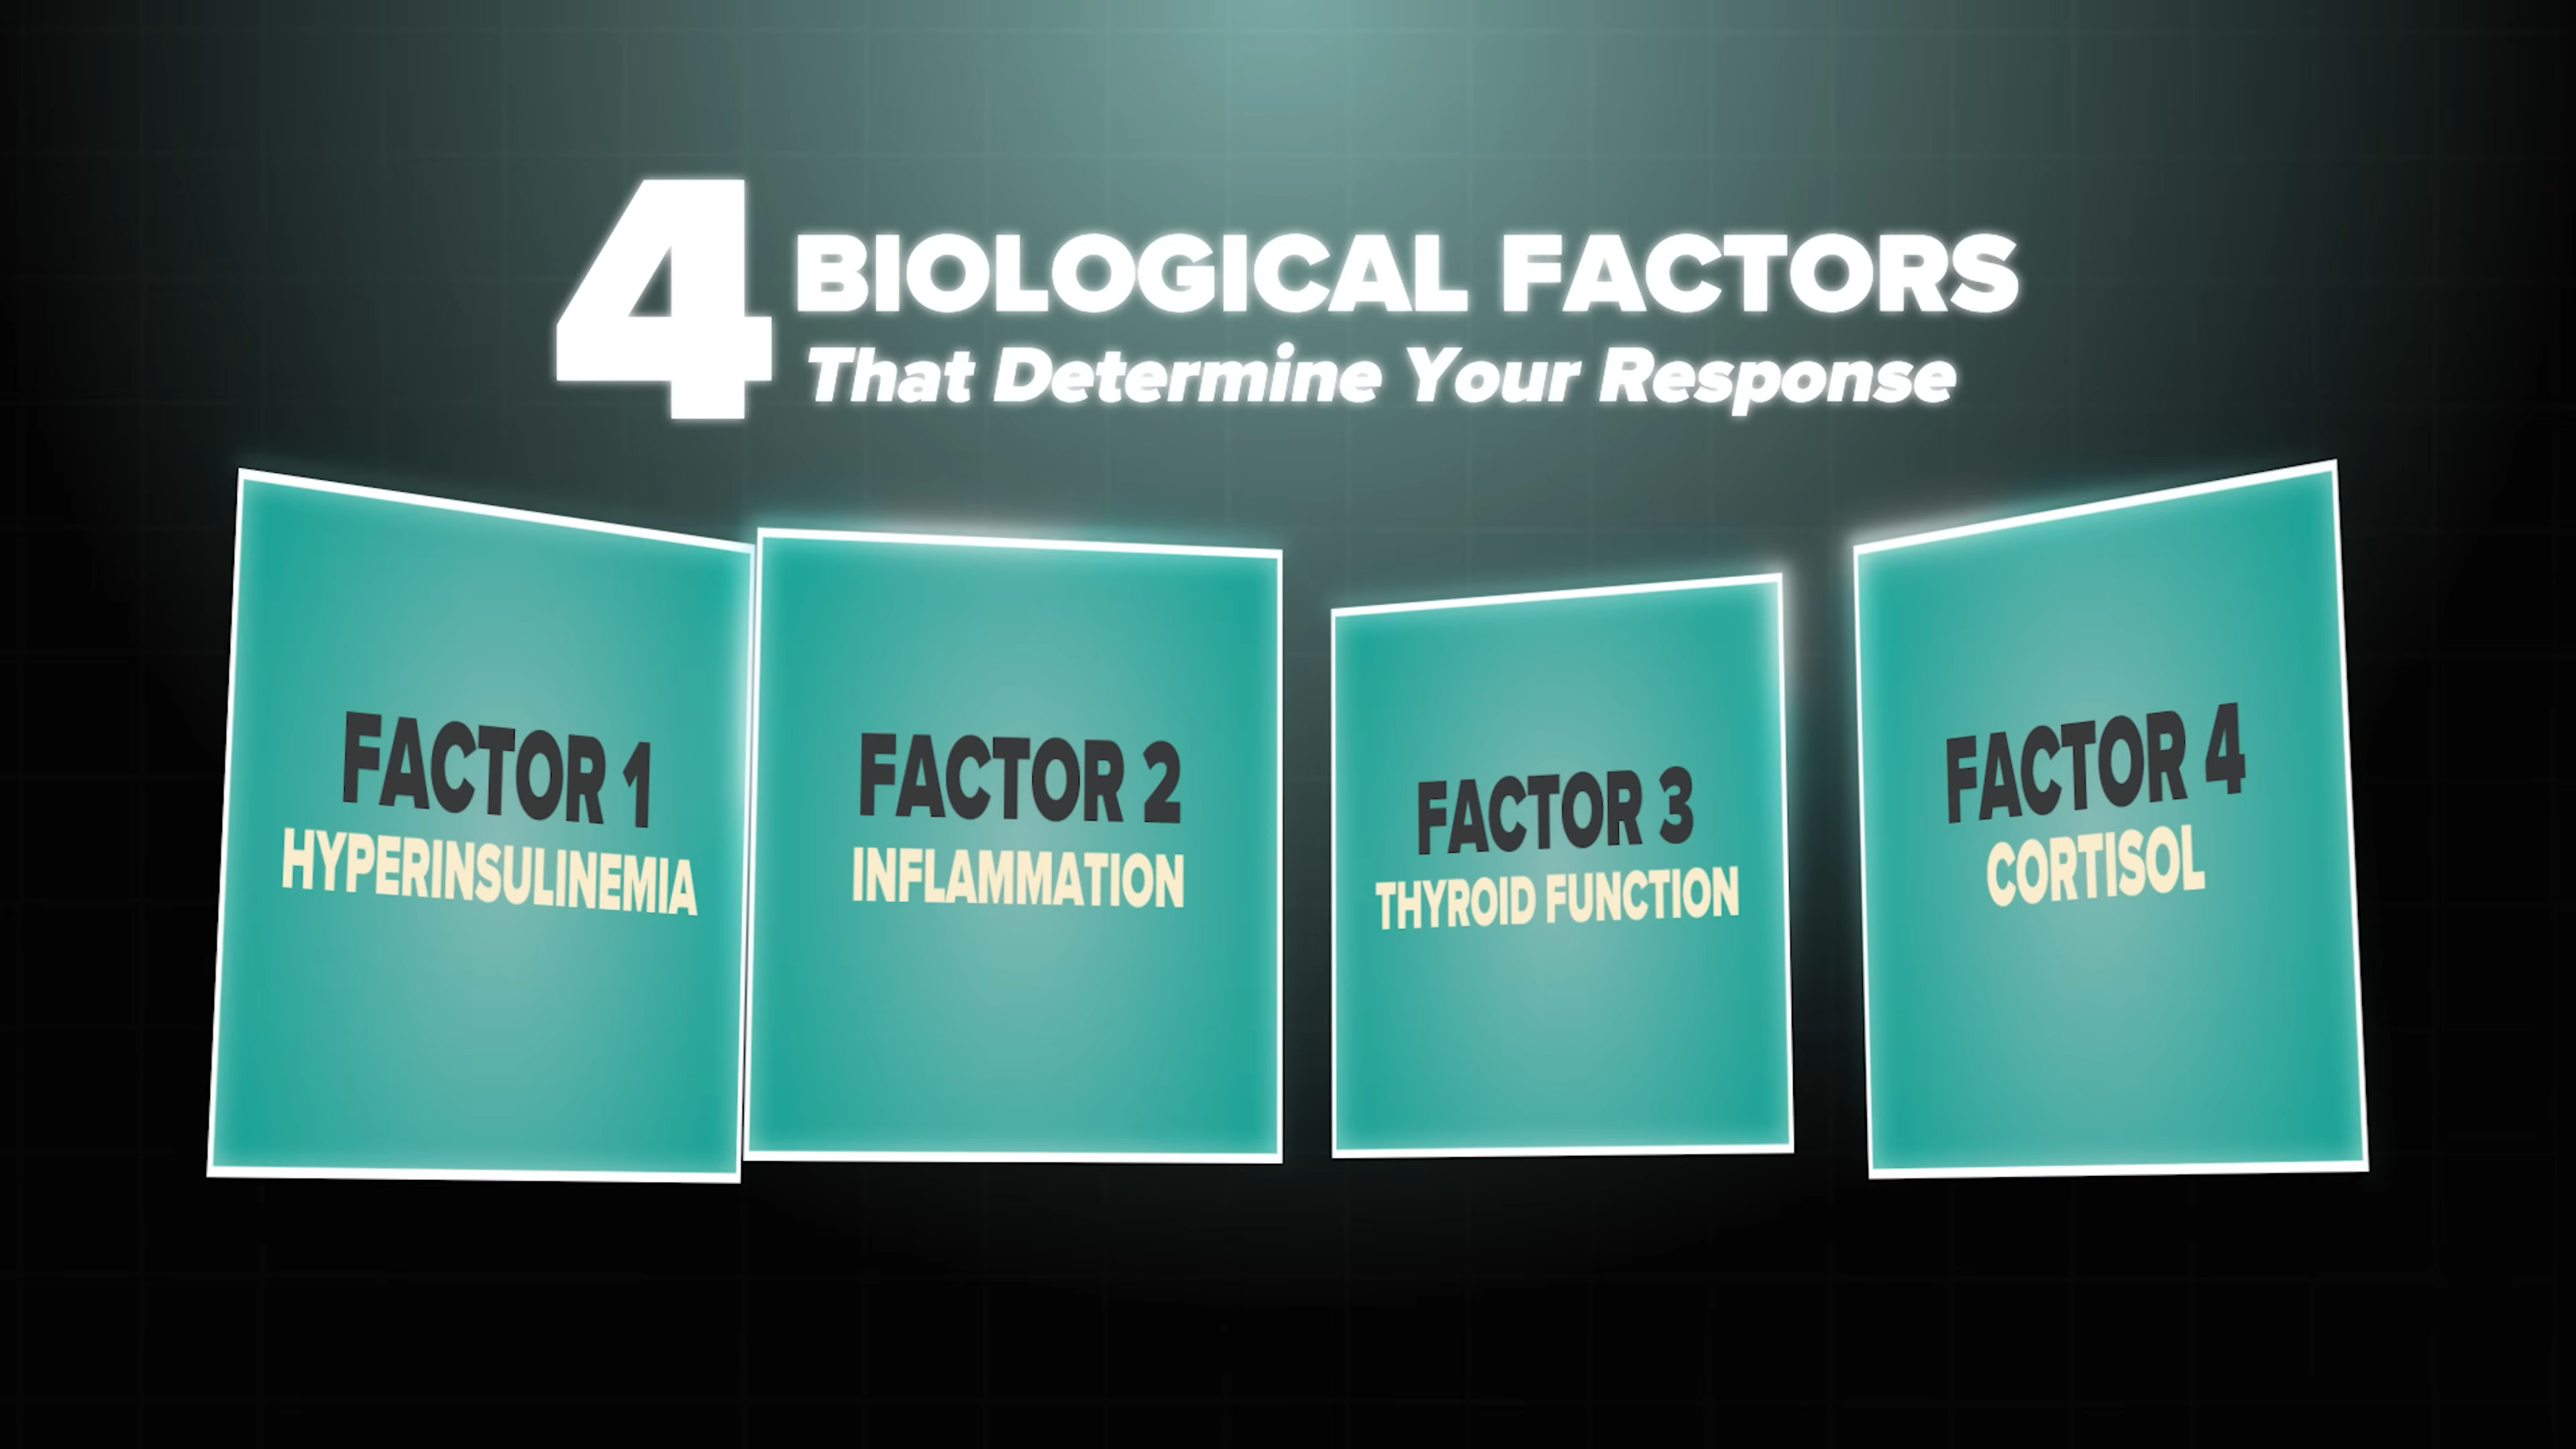 4 BIOLOGICAL FACTORS
That Determine Your Response
FACTOR 1
HYPERINSULINEMIA
FACTOR 2
INFLAMMATION
FACTOR 3
THYROID FUNCTION
FACTOR 4
CORTISOL